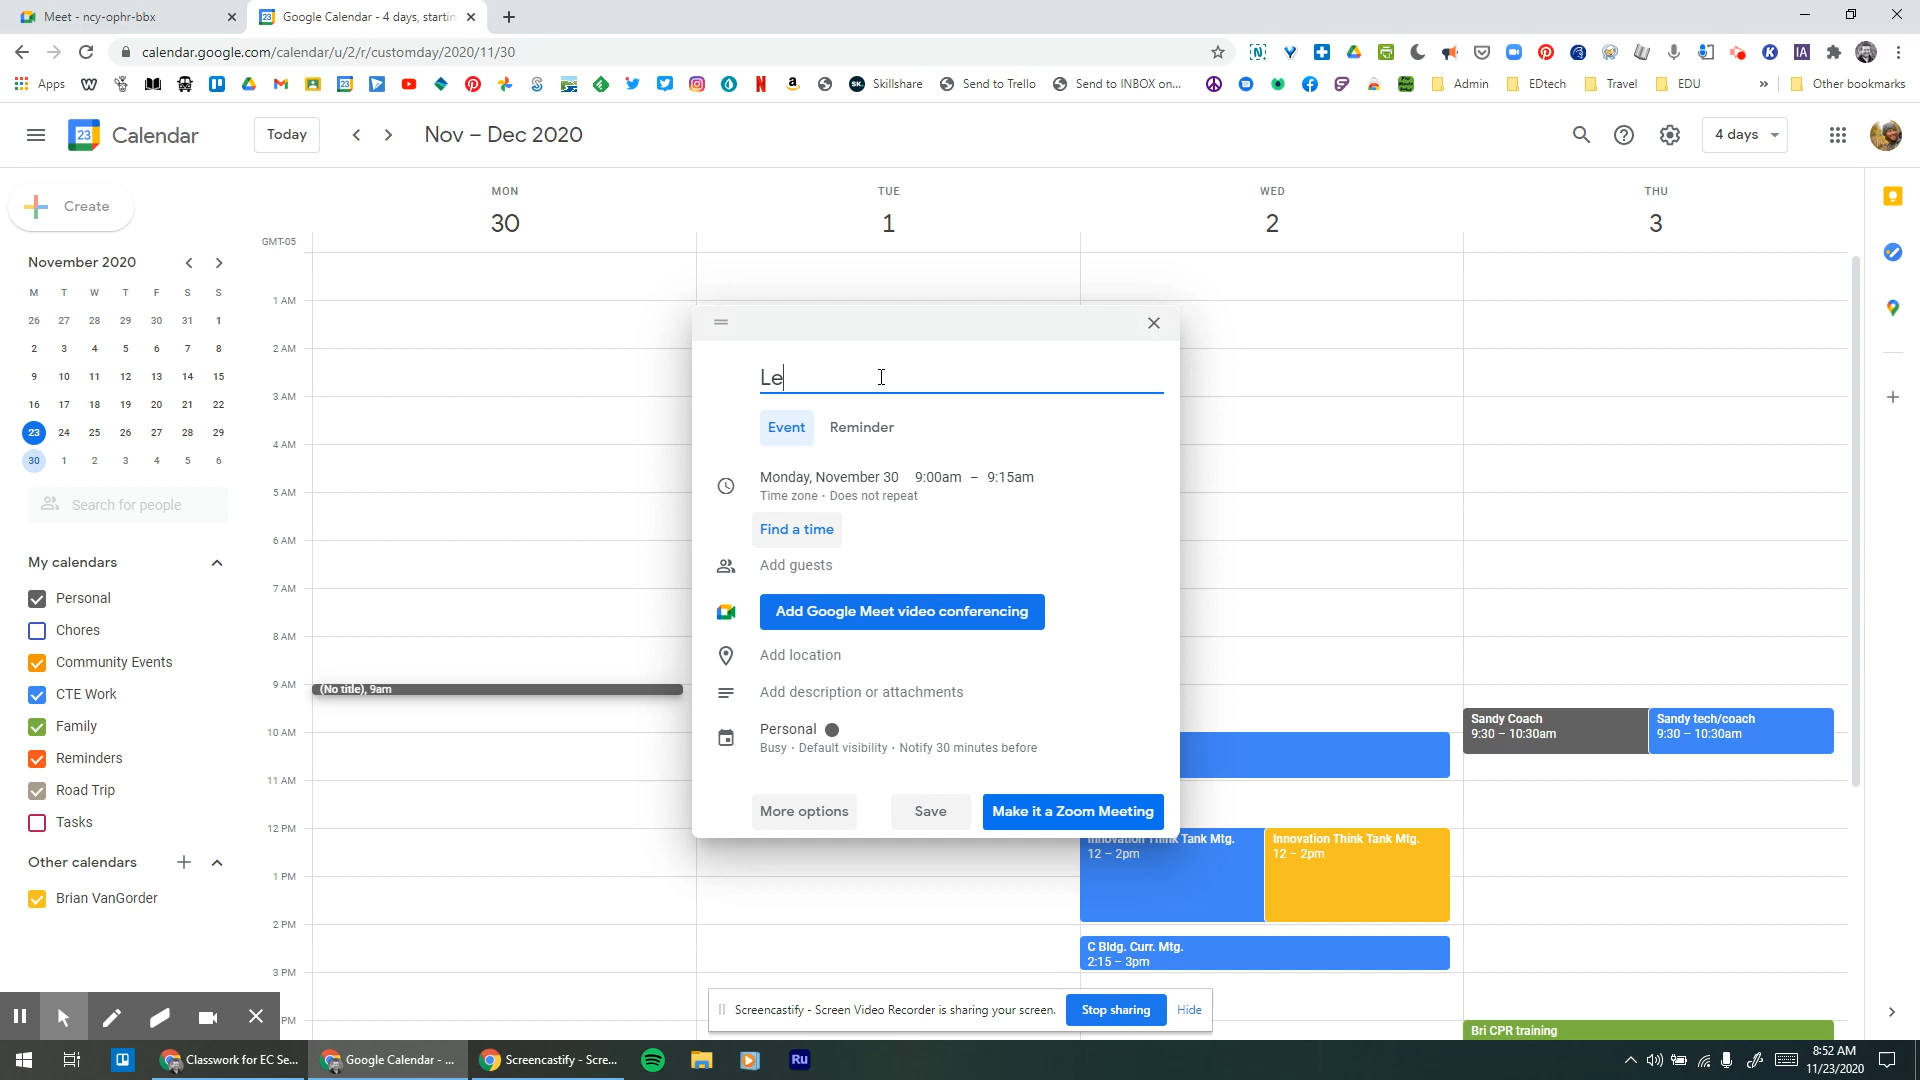 Meet - ncy-ophr-bbx
Google Calendar - 4 days, startin
calendar.google.com/calendar/u/2/r/customday/2020/11/30
Apps
Skillshare
Send to Trello
Send to INBOX on...
Admin
EDtech
Travel
EDU
Other bookmarks
23
Calendar
Today
Nov – Dec 2020
4 days
Create
MON
30
TUE
1
WED
2
THU
3
GMT-05
November 2020
M T W T F S S
26 27 28 29 30 31 1
2 3 4 5 6 7 8
9 10 11 12 13 14 15
16 17 18 19 20 21 22
23 24 25 26 27 28 29
30 1 2 3 4 5 6
Search for people
My calendars
Personal
Chores
Community Events
CTE Work
Family
Reminders
Road Trip
Tasks
Other calendars
Brian VanGorder
1 AM
2 AM
3 AM
4 AM
5 AM
6 AM
7 AM
8 AM
9 AM
10 AM
11 AM
12 PM
1 PM
2 PM
3 PM
PM
(No title), 9am
Le
Event
Reminder
Monday, November 30 9:00am – 9:15am
Time zone · Does not repeat
Find a time
Add guests
Add Google Meet video conferencing
Add location
Add description or attachments
Personal
Busy · Default visibility · Notify 30 minutes before
More options
Save
Make it a Zoom Meeting
Innovation Think Tank Mtg.
12 – 2pm
Innovation Think Tank Mtg.
12 – 2pm
C Bldg. Curr. Mtg.
2:15 – 3pm
Sandy Coach
9:30 – 10:30am
Sandy tech/coach
9:30 – 10:30am
Bri CPR training
Screencastify - Screen Video Recorder is sharing your screen.
Stop sharing
Hide
Classwork for EC Se...
Google Calendar - ...
Screencastify - Scre...
Ru
8:52 AM
11/23/2020